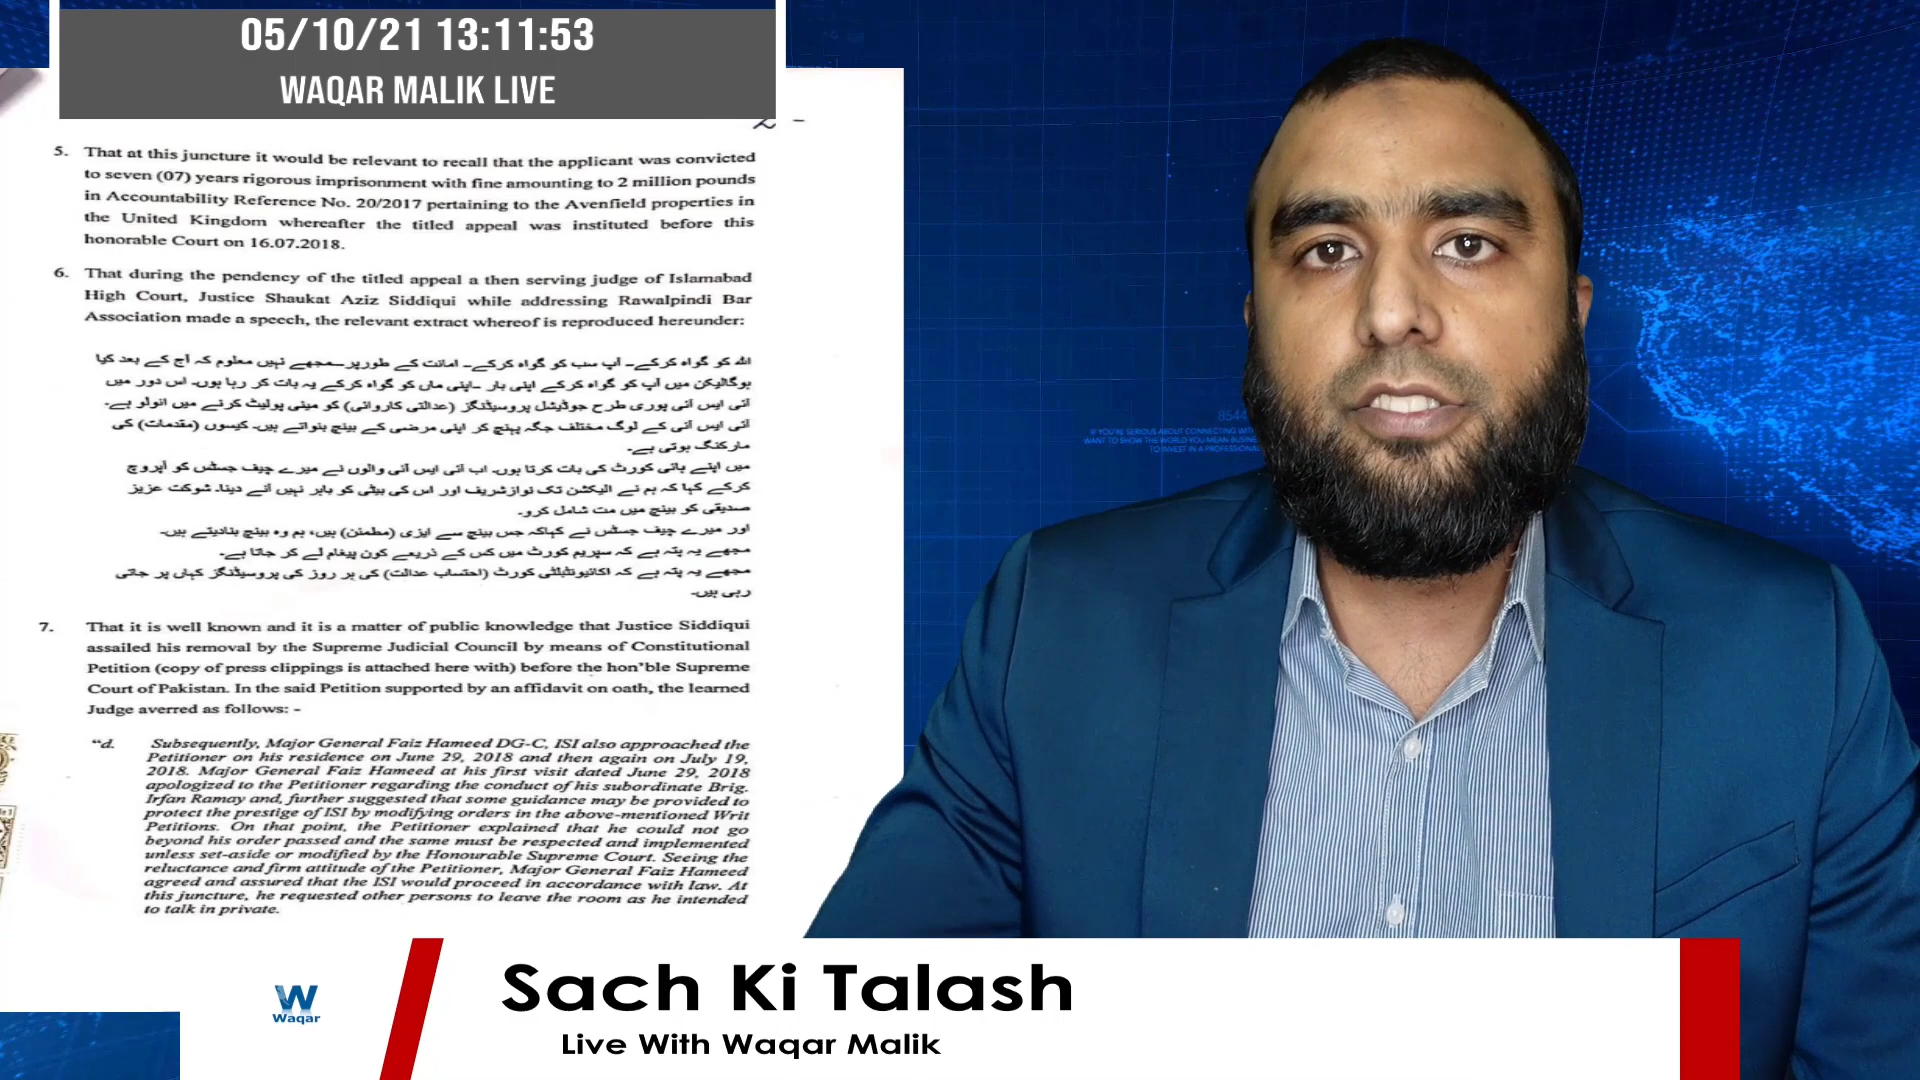 05/10/21 13:11:53
WAQAR MALIK LIVE
5. That at this juncture it would be relevant to recall that the applicant was convicted
to seven (07) years rigorous imprisonment with fine amounting to 2 million pounds
in Accountability Reference No. 20/2017 pertaining to the Avenfield properties in
the United Kingdom whereafter the titled appeal was instituted before this
honorable Court on 16.07.2018.
6. That during the pendency of the titled appeal a then serving judge of Islamabad
High Court, Justice Shaukat Aziz Siddiqui while addressing Rawalpindi Bar
Association made a speech, the relevant extract whereof is reproduced hereunder:
اللہ کو گواہ کرکے۔ آپ سب کو گواہ کرکے۔ امانت کے طورپر۔مجھے نہیں معلوم کہ آج کے بعد کیا
ہوگالیکن میں آپ کو گواہ کرکے اپنی بار ۔اپنی ماں کو گواہ کرکے یہ بات کر رہا ہوں۔ اس دور میں
آئی ایس آئی پوری طرح جوڈیشل پروسیڈنگز (عدالتی کاروائی) کو مینی پولیٹ کرنے میں انولو ہے۔
آئی ایس آئی کے لوگ مختلف جگہ پہنچ کر اپنی مرضی کے بینچ بنواتے ہیں۔ کیسوں (مقدمات) کی
مارکنگ ہوتی ہے۔
میں اپنے ہائی کورٹ کی بات کرتا ہوں۔ اب آئی ایس آئی والوں نے میرے چیف جسٹس کو اپروچ
کرکے کہا کہ ہم نے الیکشن تک نوازشریف اور اس کی بیٹی کو باہر نہیں آنے دینا۔ شوکت عزیز
صدیقی کو بینچ میں مت شامل کرو۔
اور میرے چیف جسٹس نے کہاکہ جس بینچ سے ایزی (مطمئن) ہیں، ہم وہ بینچ بنادیتے ہیں۔
مجھے یہ پتہ ہے کہ سپریم کورٹ میں کس کے ذریعے کون پیغام لے کر جاتا ہے۔
مجھے یہ پتہ ہے کہ اکائیونٹیبلٹی کورٹ (احتساب عدالت) کی ہر روز کی پروسیڈنگز کہاں پر جاتی
رہی ہیں۔
7. That it is well known and it is a matter of public knowledge that Justice Siddiqui
assailed his removal by the Supreme Judicial Council by means of Constitutional
Petition (copy of press clippings is attached here with) before the hon'ble Supreme
Court of Pakistan. In the said Petition supported by an affidavit on oath, the learned
Judge averred as follows: -
"d. Subsequently, Major General Faiz Hameed DG-C, ISI also approached the
Petitioner on his residence on June 29, 2018 and then again on July 19,
2018. Major General Faiz Hameed at his first visit dated June 29, 2018
apologized to the Petitioner regarding the conduct of his subordinate Brig.
Irfan Ramay and, further suggested that some guidance may be provided to
protect the prestige of ISI by modifying orders in the above-mentioned Writ
Petitions. On that point, the Petitioner explained that he could not go
beyond his order passed and the same must be respected and implemented
unless set-aside or modified by the Honourable Supreme Court. Seeing the
reluctance and firm attitude of the Petitioner, Major General Faiz Hameed
agreed and assured that the ISI would proceed in accordance with law. At
this juncture, he requested other persons to leave the room as he intended
to talk in private.
8544
IF YOU'RE SERIOUS ABOUT CONNECTING WIT
WANT TO SHOW THE WORLD YOU MEAN BUSINE
TO INVEST IN A PROFESSIONAL
W
Waqar
Sach Ki Talash
Live With Waqar Malik